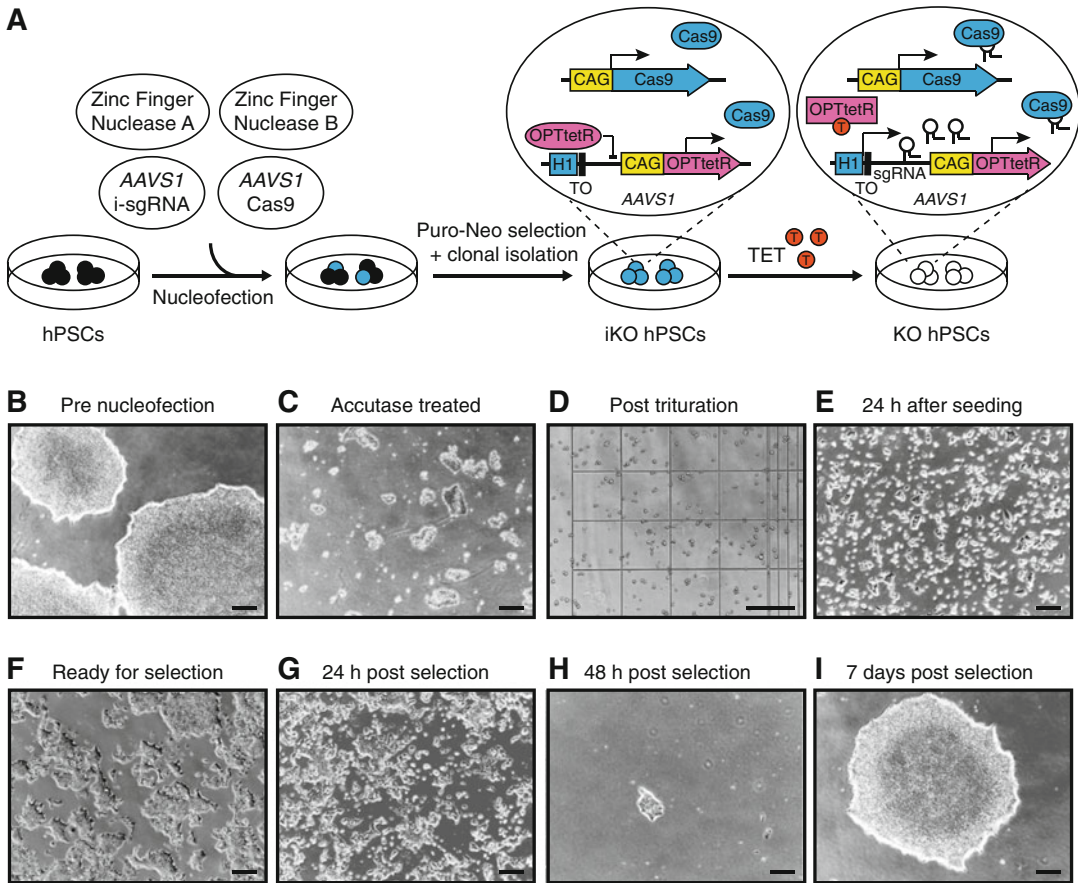 A
Zinc Finger
Nuclease A
Zinc Finger
Nuclease B
AAVS1
i-sgRNA
AAVS1
Cas9
Nucleofection
hPSCs
Puro-Neo selection
+ clonal isolation
Cas9
CAG
Cas9
Cas9
OPTtetR
H1
TO
CAG
OPTtetR
AAVS1
iKO hPSCs
TET
T
T
T
Cas9
CAG
Cas9
Cas9
OPTtetR
T
H1
TO
sgRNA
CAG
OPTtetR
AAVS1
KO hPSCs
B Pre nucleofection
C Accutase treated
D Post trituration
E 24 h after seeding
F Ready for selection
G 24 h post selection
H 48 h post selection
I 7 days post selection